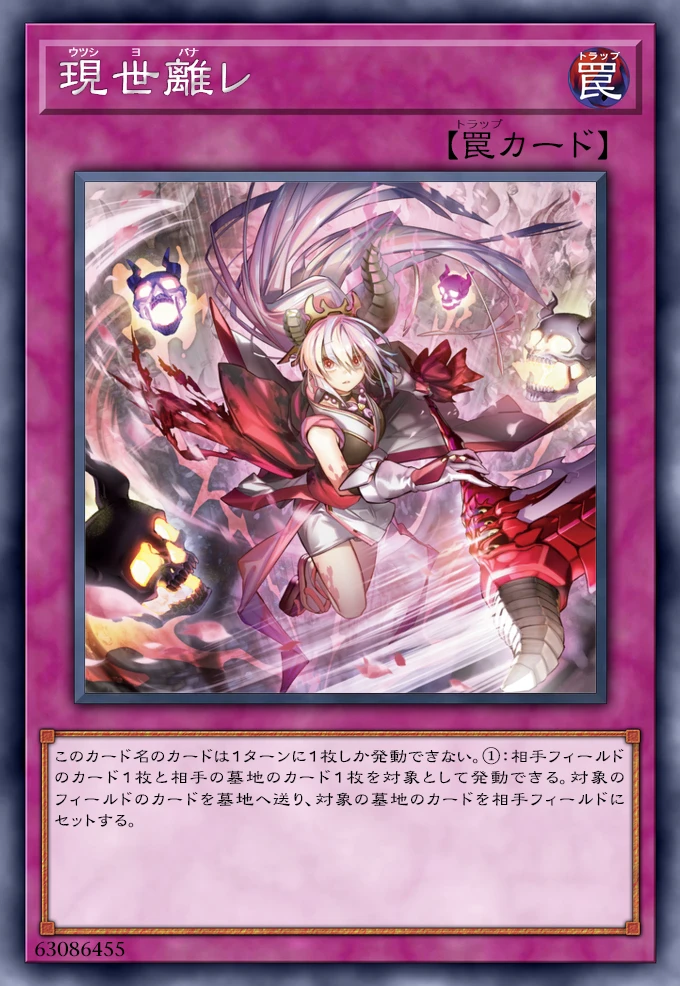 ウツシ ヨ バナ
現世離レ
トラップ
罠
トラップ
【罠カード】
このカード名のカードは1ターンに1枚しか発動できない。①:相手フィールド
のカード1枚と相手の墓地のカード1枚を対象として発動できる。対象の
フィールドのカードを墓地へ送り、対象の墓地のカードを相手フィールドに
セットする。
63086455